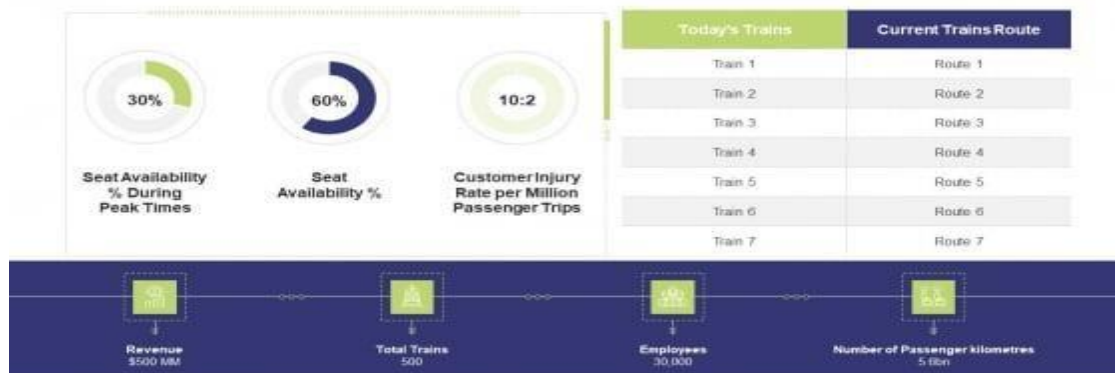 30%
60%
10:2
Seat Availability
% During
Peak Times
Seat
Availability %
Customer Injury
Rate per Million
Passenger Trips
Today's Trains Current Trains Route
Train 1 Route 1
Train 2 Route 2
Train 3 Route 3
Train 4 Route 4
Train 5 Route 5
Train 6 Route 6
Train 7 Route 7
Revenue
$500 MM
Total Trains
500
Employees
30,000
Number of Passenger kilometres
5.6bn